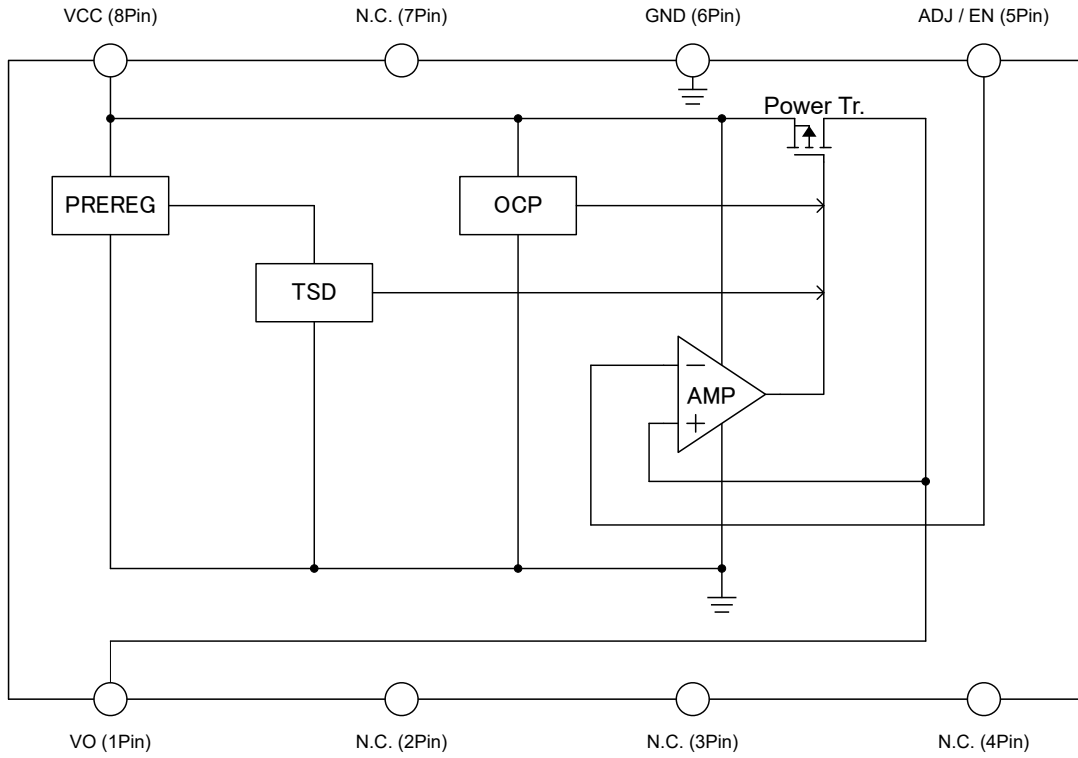 VCC (8Pin)
N.C. (7Pin)
GND (6Pin)
ADJ / EN (5Pin)
Power Tr.
PREREG
OCP
TSD
−
AMP
+
VO (1Pin)
N.C. (2Pin)
N.C. (3Pin)
N.C. (4Pin)